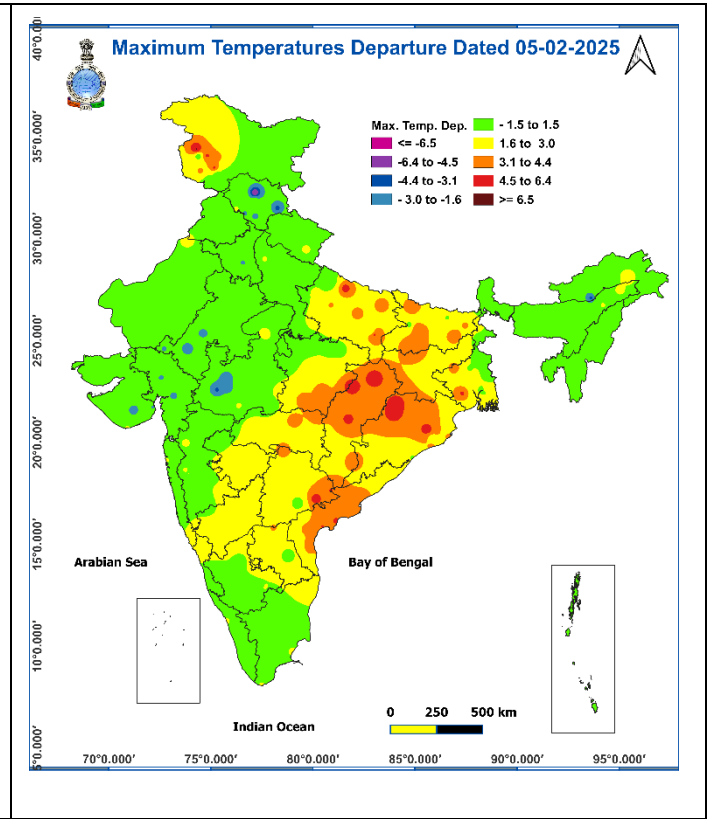 Maximum Temperatures Departure Dated 05-02-2025
Max. Temp. Dep.
<= -6.5
-6.4 to -4.5
-4.4 to -3.1
- 3.0 to -1.6
- 1.5 to 1.5
1.6 to 3.0
3.1 to 4.4
4.5 to 6.4
>= 6.5
40°0.000'
35°0.000'
30°0.000'
25°0.000'
20°0.000'
15°0.000'
10°0.000'
5°0.000'
Arabian Sea
Bay of Bengal
Indian Ocean
0 250 500 km
70°0.000' 75°0.000' 80°0.000' 85°0.000' 90°0.000' 95°0.000'